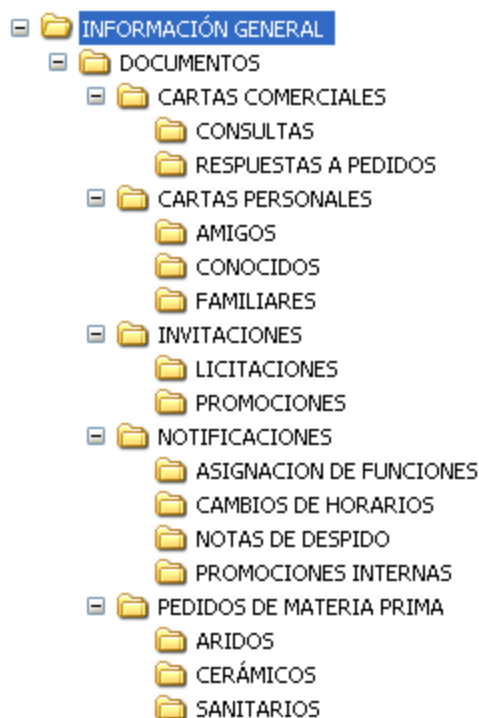 INFORMACIÓN GENERAL
DOCUMENTOS
CARTAS COMERCIALES
CONSULTAS
RESPUESTAS A PEDIDOS
CARTAS PERSONALES
AMIGOS
CONOCIDOS
FAMILIARES
INVITACIONES
LICITACIONES
PROMOCIONES
NOTIFICACIONES
ASIGNACION DE FUNCIONES
CAMBIOS DE HORARIOS
NOTAS DE DESPIDO
PROMOCIONES INTERNAS
PEDIDOS DE MATERIA PRIMA
ARIDOS
CERÁMICOS
SANITARIOS